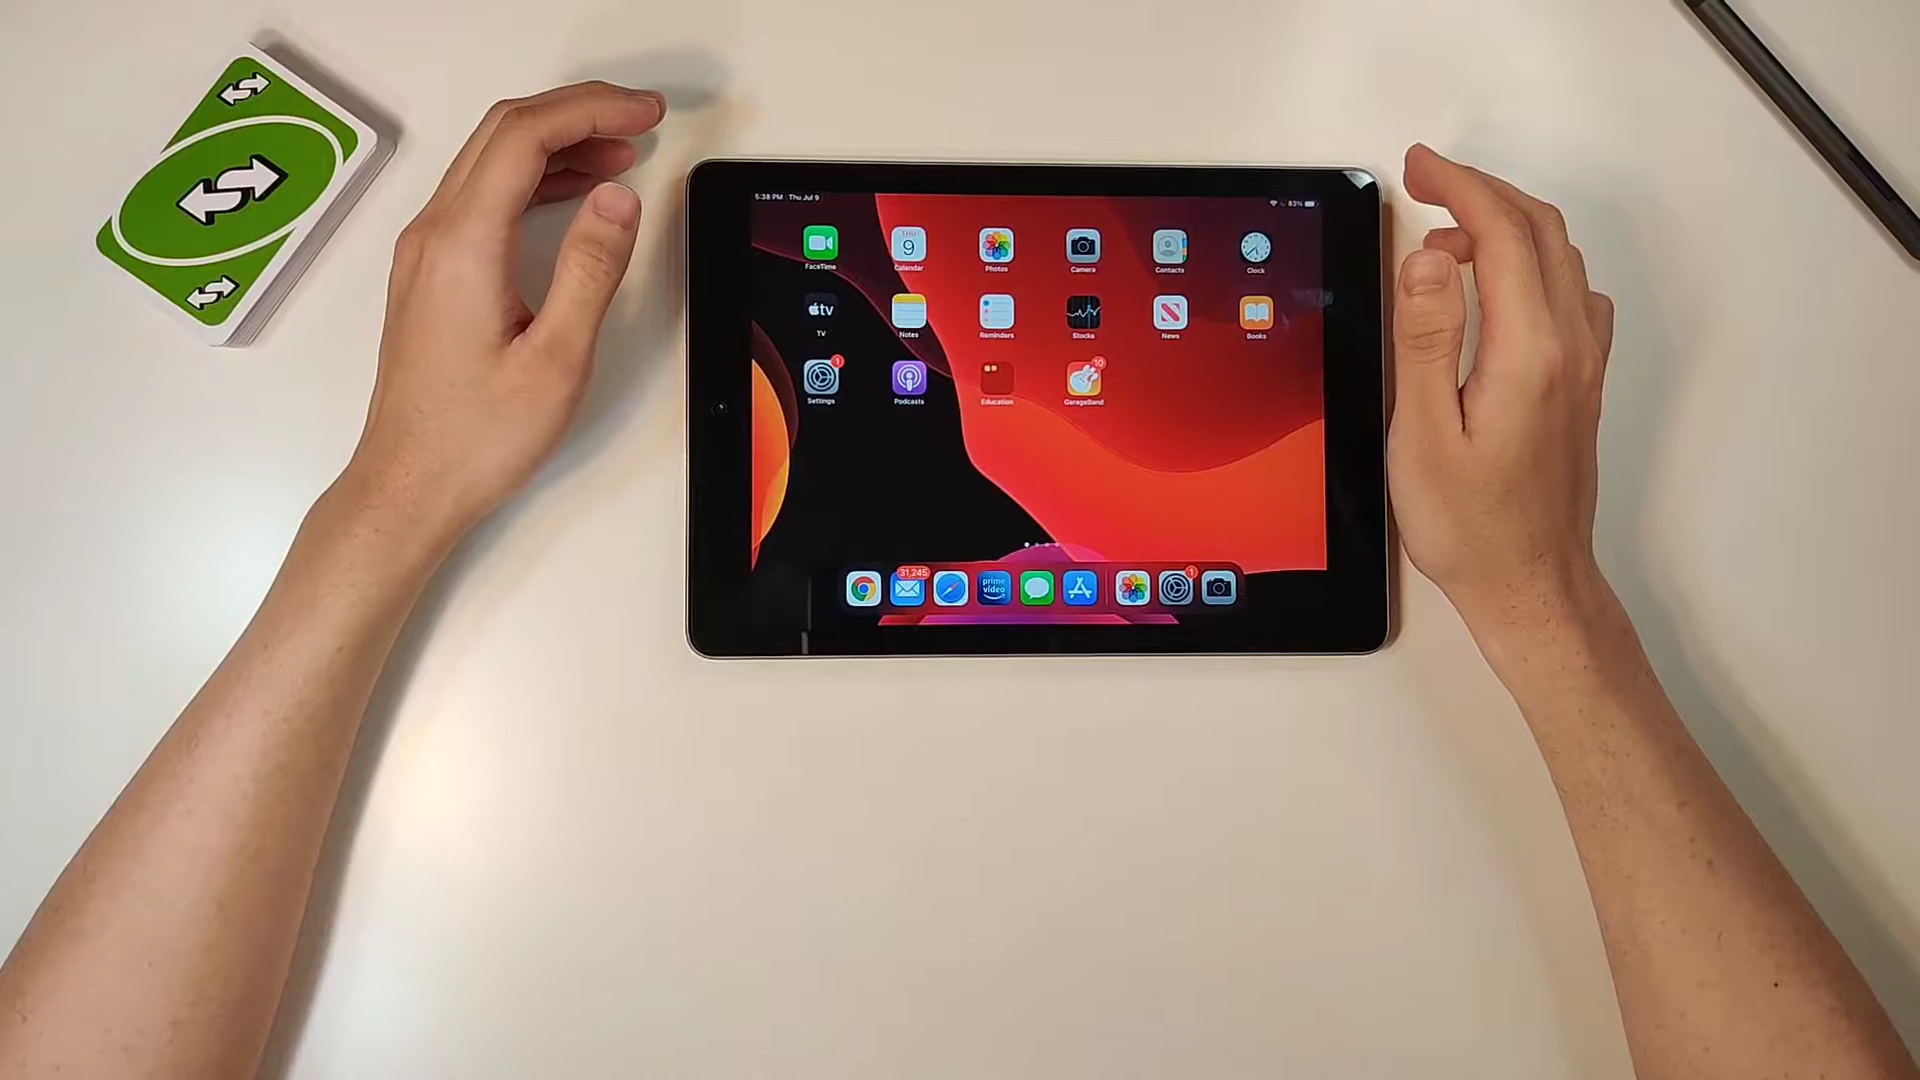 5:38 PM Thu Jul 9
83%
THU
9
FaceTime Calendar Photos Camera Contacts Clock
tv
TV Notes Reminders Stocks News Books
1
10
Settings Podcasts Education GarageBand
31,245
1
prime
video